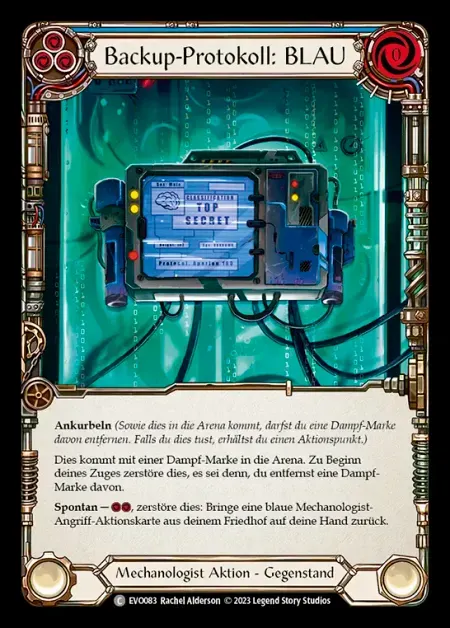 Backup-Protokoll: BLAU
0
CLASSIFICATION
TOP
SECRET
Ankurbeln (Sowie dies in die Arena kommt, darfst du eine Dampf-Marke
davon entfernen. Falls du dies tust, erhältst du einen Aktionspunkt.)
Dies kommt mit einer Dampf-Marke in die Arena. Zu Beginn
deines Zuges zerstöre dies, es sei denn, du entfernst eine Dampf-
Marke davon.
Spontan — , zerstöre dies: Bringe eine blaue Mechanologist-
Angriff-Aktionskarte aus deinem Friedhof auf deine Hand zurück.
Mechanologist Aktion - Gegenstand
C EVO083 Rachel Alderson © 2023 Legend Story Studios